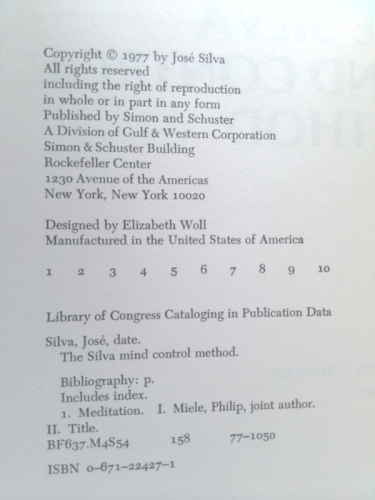 Copyright © 1977 by José Silva
All rights reserved
including the right of reproduction
in whole or in part in any form
Published by Simon and Schuster
A Division of Gulf & Western Corporation
Simon & Schuster Building
Rockefeller Center
1230 Avenue of the Americas
New York, New York 10020
Designed by Elizabeth Woll
Manufactured in the United States of America
1 2 3 4 5 6 7 8 9 10
Library of Congress Cataloging in Publication Data
Silva, José, date.
The Silva mind control method.
Bibliography: p.
Includes index.
1. Meditation. I. Miele, Philip, joint author.
II. Title.
BF637.M4S54 158 77-1050
ISBN 0-671-22427-1